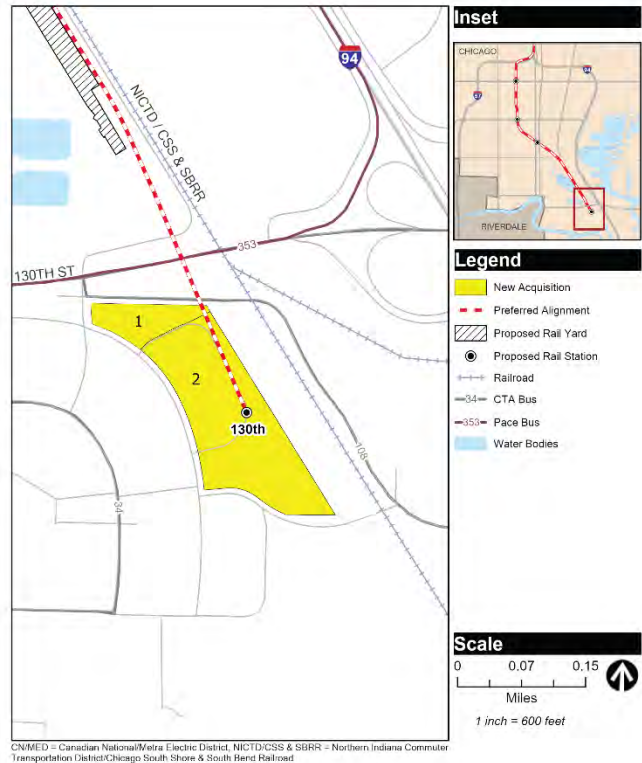 Inset
CHICAGO
94
57
94
RIVERDALE
NICTD / CSS & SBRR
353
130TH ST
1
2
130th
108
34
Legend
New Acquisition
Preferred Alignment
Proposed Rail Yard
Proposed Rail Station
Railroad
34
CTA Bus
353
Pace Bus
Water Bodies
Scale
0 0.07 0.15
Miles
1 inch = 600 feet
CN/MED = Canadian National/Metra Electric District, NICTD/CSS & SBRR = Northern Indiana Commuter
Transportation District/Chicago South Shore & South Bend Railroad